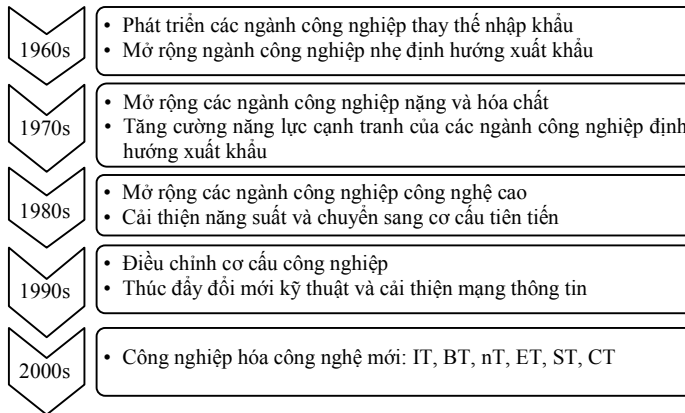 1960s
• Phát triển các ngành công nghiệp thay thế nhập khẩu
• Mở rộng ngành công nghiệp nhẹ định hướng xuất khẩu
1970s
• Mở rộng các ngành công nghiệp nặng và hóa chất
• Tăng cường năng lực cạnh tranh của các ngành công nghiệp định
hướng xuất khẩu
1980s
• Mở rộng các ngành công nghiệp công nghệ cao
• Cải thiện năng suất và chuyển sang cơ cấu tiên tiến
1990s
• Điều chỉnh cơ cấu công nghiệp
• Thúc đẩy đổi mới kỹ thuật và cải thiện mạng thông tin
2000s
• Công nghiệp hóa công nghệ mới: IT, BT, nT, ET, ST, CT